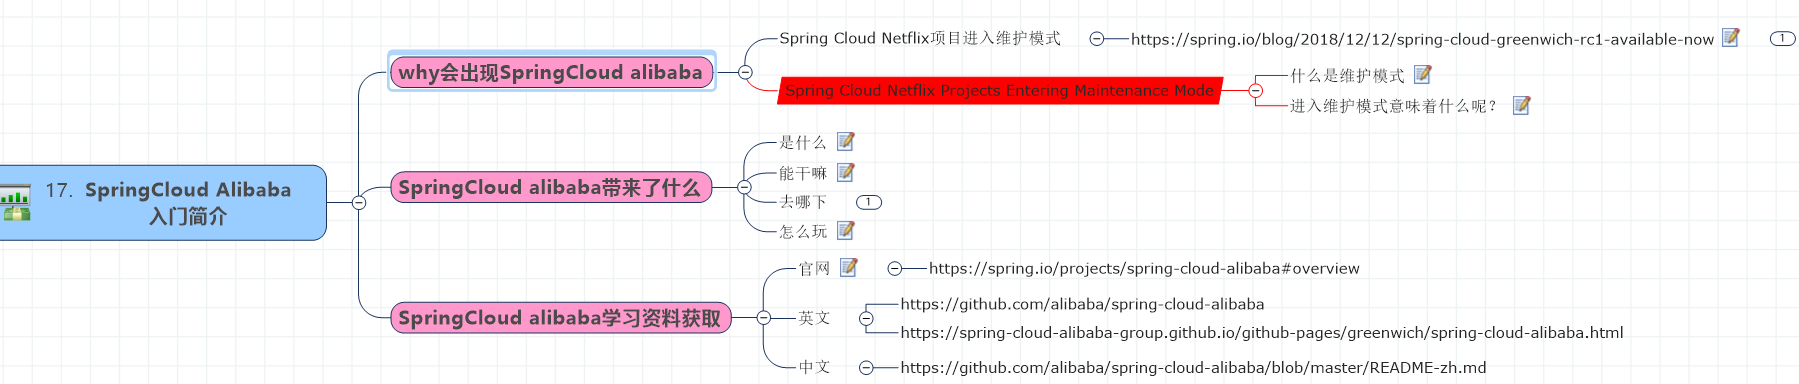 17. SpringCloud Alibaba
入门简介
why会出现SpringCloud alibaba
Spring Cloud Netflix项目进入维护模式
https://spring.io/blog/2018/12/12/spring-cloud-greenwich-rc1-available-now
1
Spring Cloud Netflix Projects Entering Maintenance Mode
什么是维护模式
进入维护模式意味着什么呢？
SpringCloud alibaba带来了什么
是什么
能干嘛
去哪下
1
怎么玩
SpringCloud alibaba学习资料获取
官网
https://spring.io/projects/spring-cloud-alibaba#overview
英文
https://github.com/alibaba/spring-cloud-alibaba
https://spring-cloud-alibaba-group.github.io/github-pages/greenwich/spring-cloud-alibaba.html
中文
https://github.com/alibaba/spring-cloud-alibaba/blob/master/README-zh.md